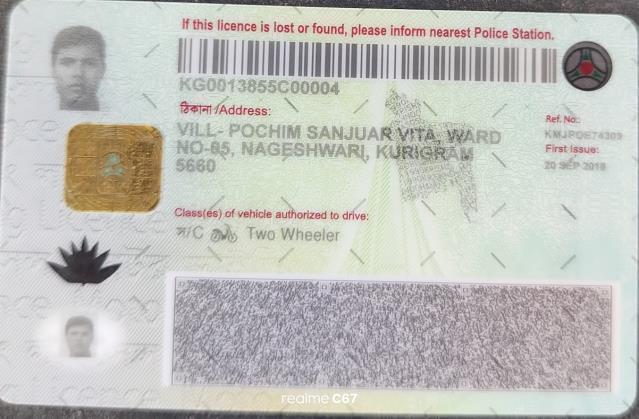 If this licence is lost or found, please inform nearest Police Station.
KG0013855C00004
ঠিকানা /Address:
VILL- POCHIM SANJUAR VITA, WARD
NO-05, NAGESHWARI, KURIGRAM
5660
Ref. No.:
KMJPOE74309
First Issue:
20 SEP 2018
Class(es) of vehicle authorized to drive:
ম/C Two Wheeler
realme C67